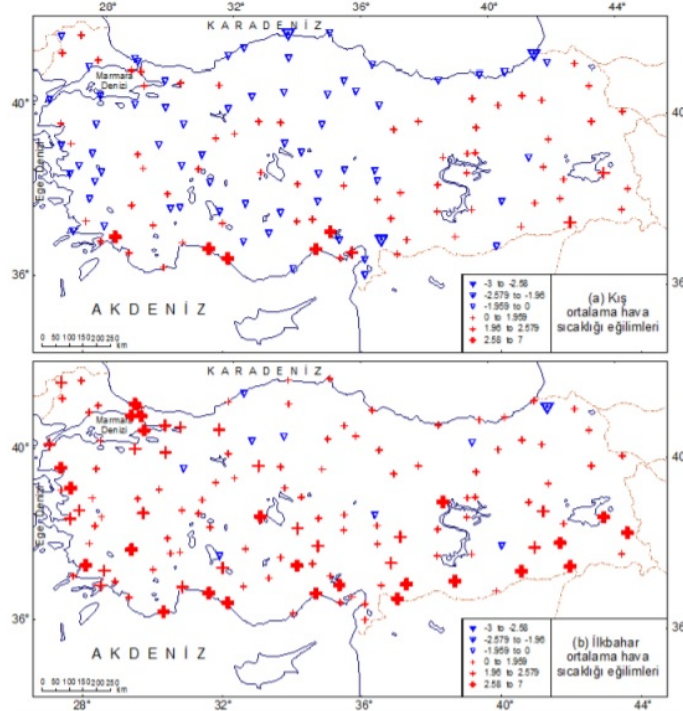 28° 32° 36° 40° 44°
K A R A D E N İ Z
Marmara
Denizi
40° 40°
Ege Denizi
36° 36°
A K D E N İ Z
0 50 100 150 200 250
km
-3 to -2.58
-2.579 to -1.96
-1.959 to 0
0 to 1.959
1.96 to 2.579
2.58 to 7
(a) Kış
ortalama hava
sıcaklığı eğilimleri
K A R A D E N İ Z
Marmara
Denizi
40° 40°
Ege Denizi
36° 36°
A K D E N İ Z
0 50 100 150 200 250
km
-3 to -2.58
-2.579 to -1.96
-1.959 to 0
0 to 1.959
1.96 to 2.579
2.58 to 7
(b) İlkbahar
ortalama hava
sıcaklığı eğilimleri
28° 32° 36° 40° 44°